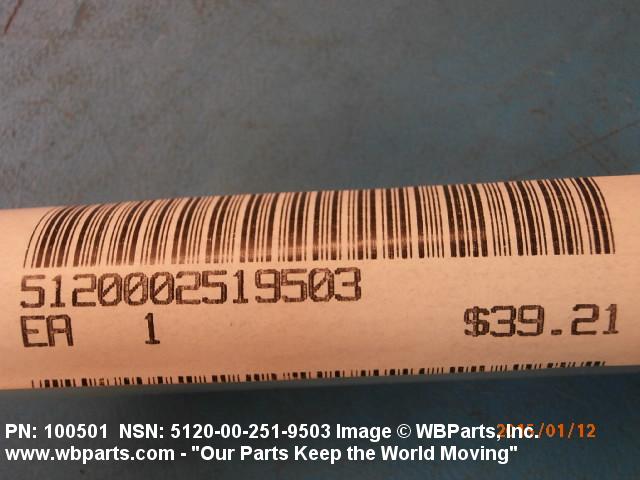 5120002519503
EA 1 $39.21
PN: 100501 NSN: 5120-00-251-9503 Image © WBParts, Inc.
2015/01/12
www.wbparts.com - "Our Parts Keep the World Moving"